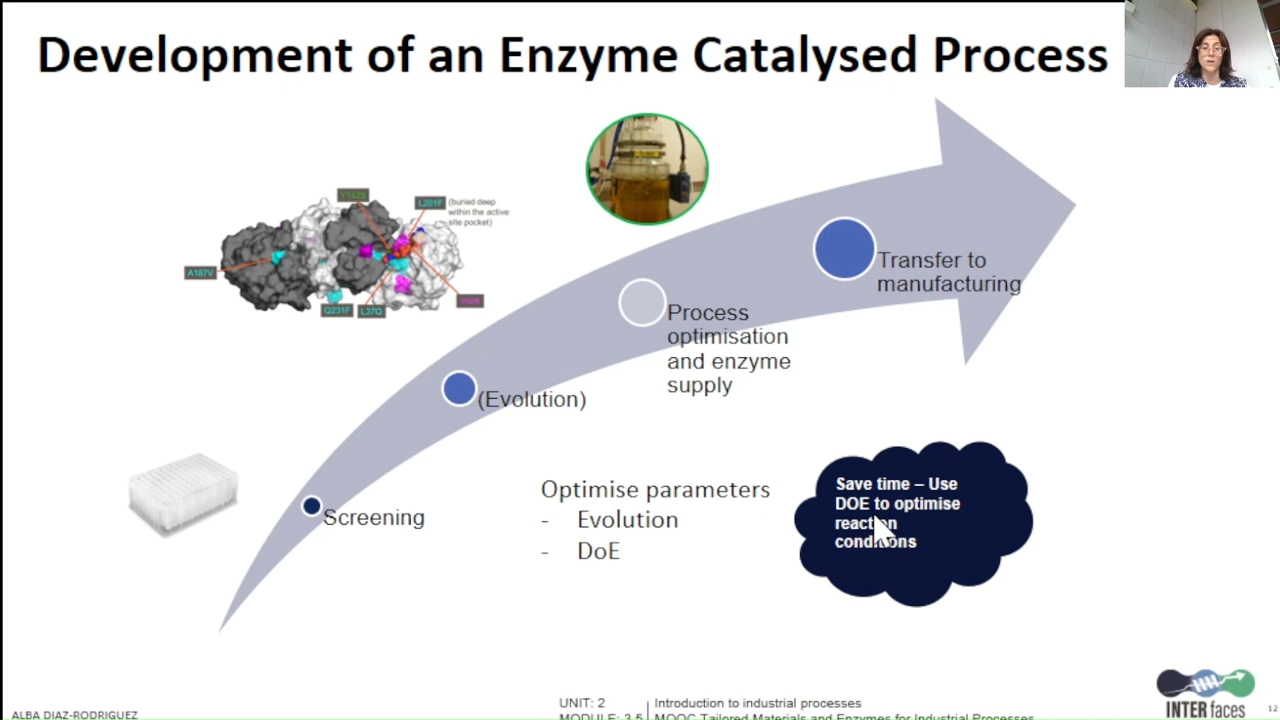 Development of an Enzyme Catalysed Process
Y142S
L201F
(buried deep
within the active
site pocket)
A187V
Q231F
L37Q
Transfer to
manufacturing
Process
optimisation
and enzyme
supply
(Evolution)
Screening
Optimise parameters
- Evolution
- DoE
Save time – Use
DOE to optimise
reaction
conditions
ALBA DIAZ-RODRIGUEZ
UNIT: 2
Introduction to industrial processes
MODULE: 3.5
MOOC Tailored Materials and Enzymes for Industrial Processes
INTERfaces
12